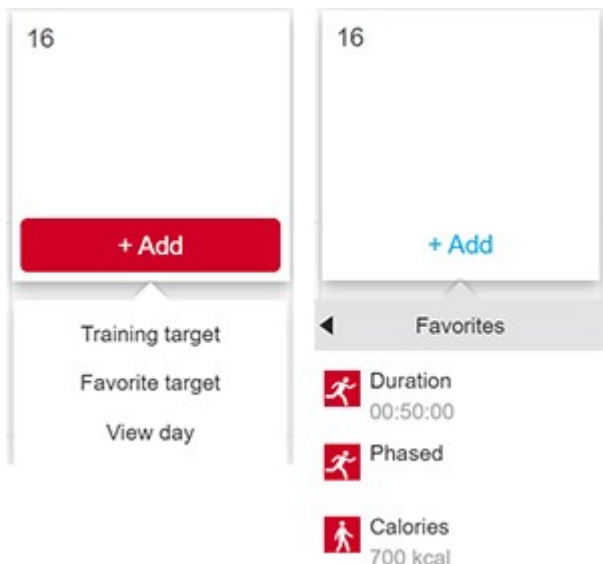 16
+ Add
Training target
Favorite target
View day
16
+ Add
Favorites
Duration
00:50:00
Phased
Calories
700 kcal